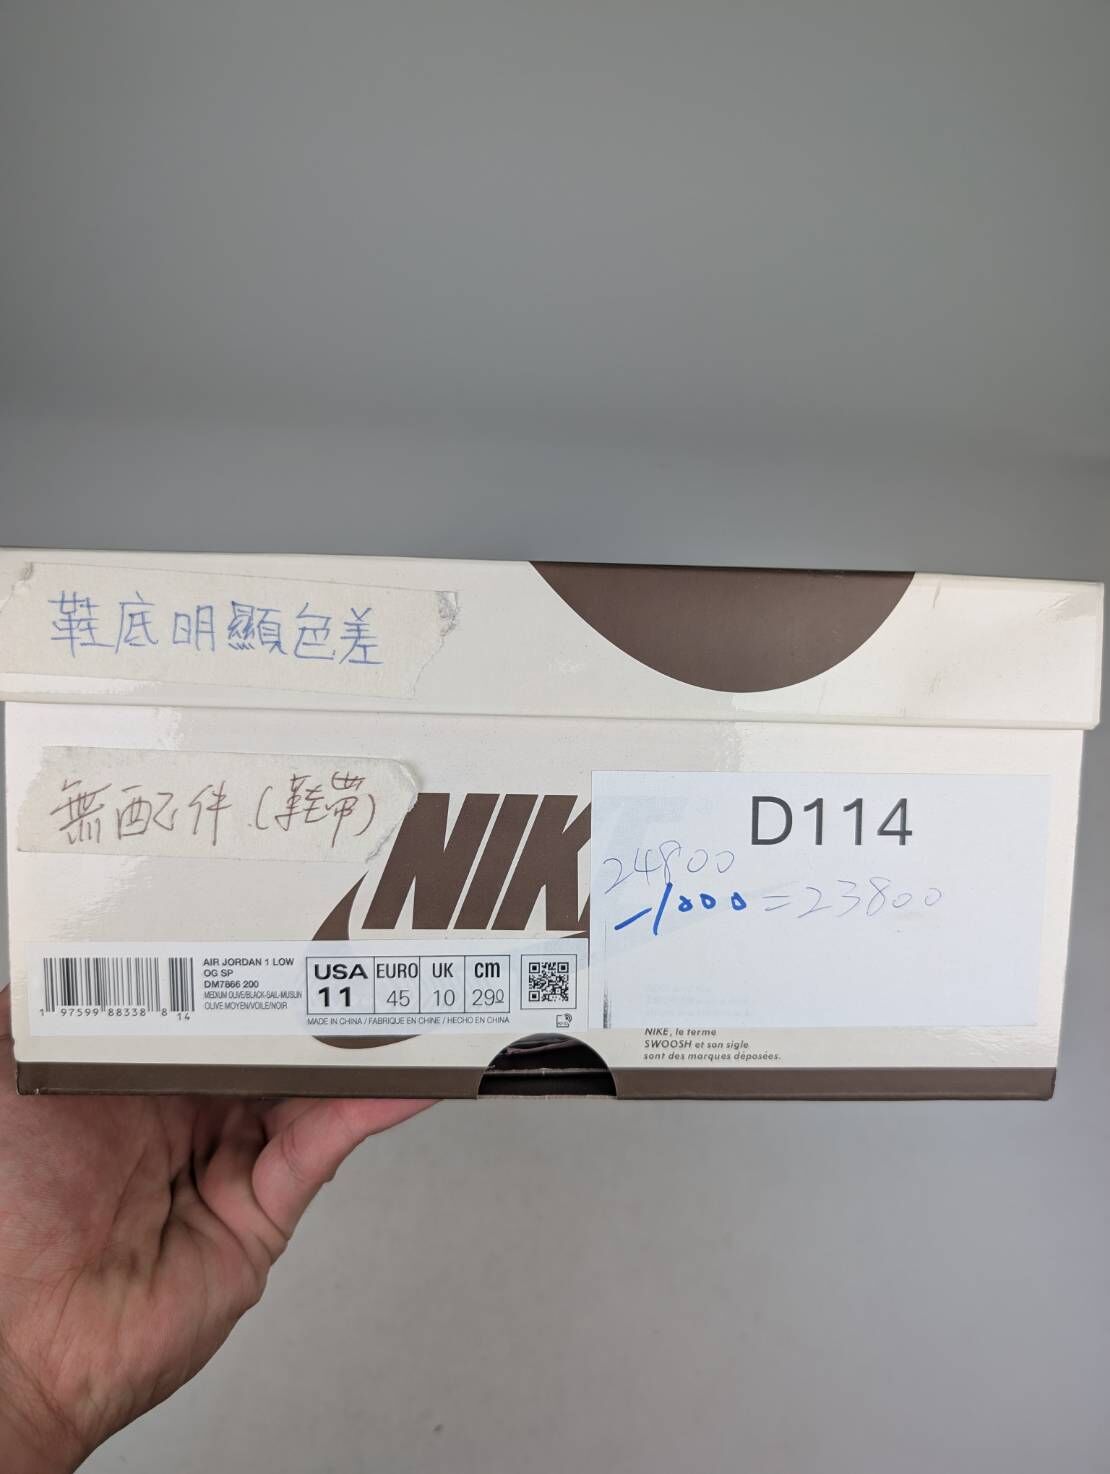 鞋底明顯色差
無配件(鞋帶)
NIK
D114
24800
-1000=23800
AIR JORDAN 1 LOW
OG SP
DM7866 200
MEDIUM OLIVE/BLACK-SAIL-MUSLIN
OLIVE MOYEN/VOILE/NOIR
1 97599 88338 8 14
USA EURO UK cm
11 45 10 29.0
MADE IN CHINA / FABRIQUE EN CHINE / HECHO EN CHINA
NIKE, le terme
SWOOSH et son sigle
sont des marques déposées.